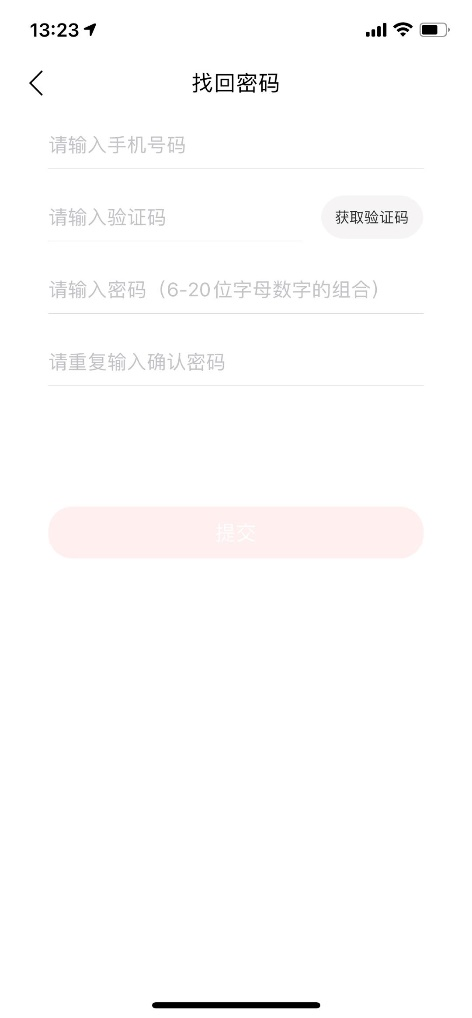 13:23
找回密码
请输入手机号码
请输入验证码
获取验证码
请输入密码（6-20位字母数字的组合）
请重复输入确认密码
提交